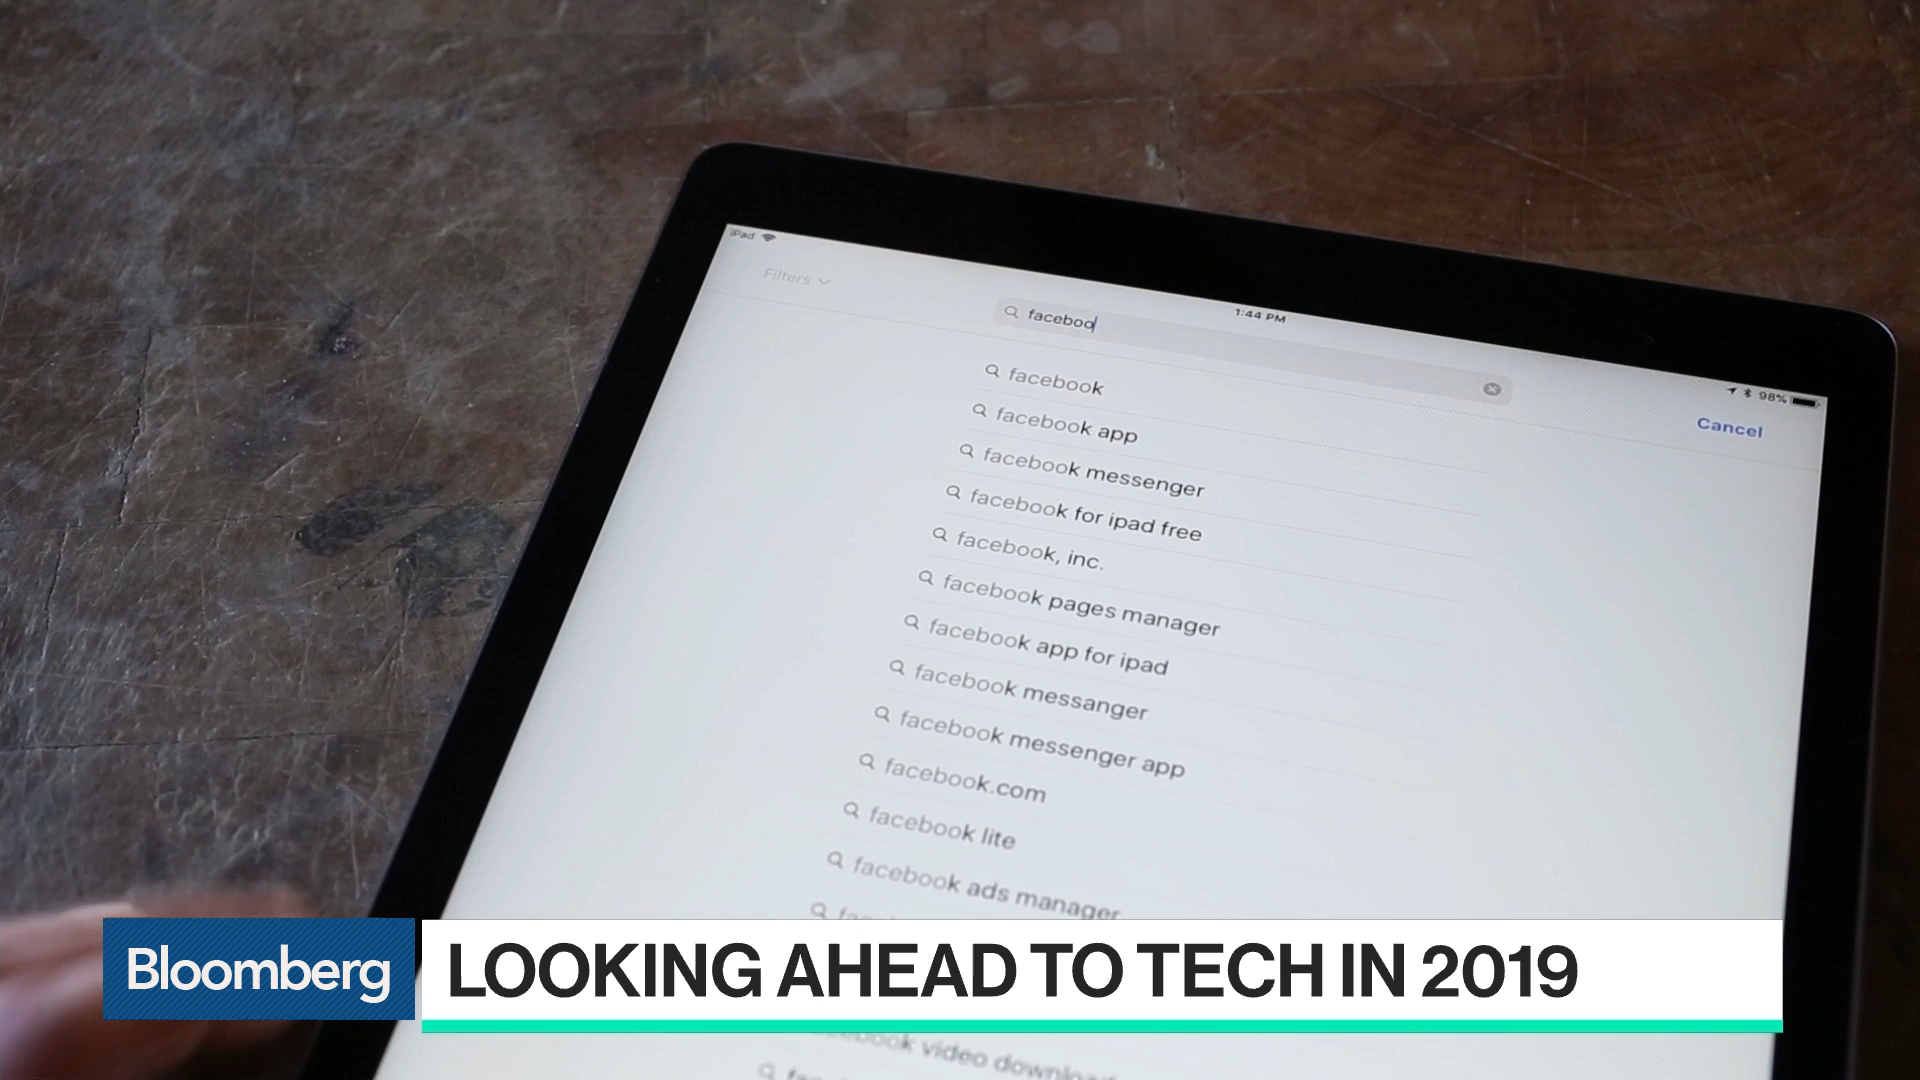 iPad
1:44 PM
98%
Filters
faceboo
Cancel
facebook
facebook app
facebook messenger
facebook for ipad free
facebook, inc.
facebook pages manager
facebook app for ipad
facebook messanger
facebook messenger app
facebook.com
facebook lite
facebook ads manager
Bloomberg
LOOKING AHEAD TO TECH IN 2019
video